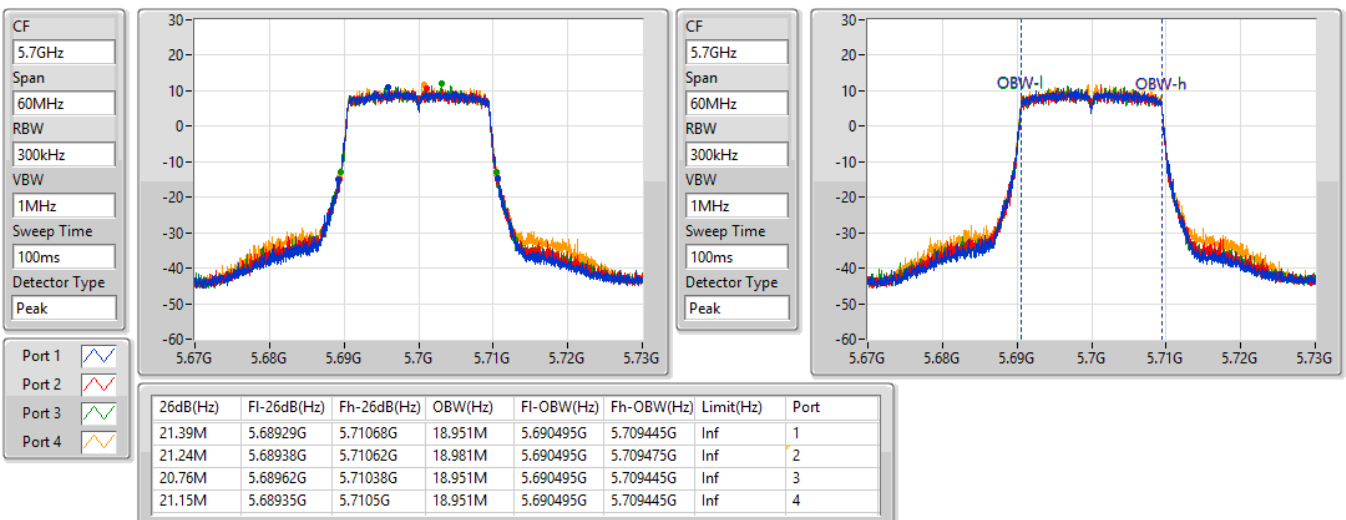 CF
5.7GHz
Span
60MHz
RBW
300kHz
VBW
1MHz
Sweep Time
100ms
Detector Type
Peak
30
20
10
0
-10
-20
-30
-40
-50
-60
5.67G 5.68G 5.69G 5.7G 5.71G 5.72G 5.73G
CF
5.7GHz
Span
60MHz
RBW
300kHz
VBW
1MHz
Sweep Time
100ms
Detector Type
Peak
30
20
10
0
-10
-20
-30
-40
-50
-60
OBW-l OBW-h
5.67G 5.68G 5.69G 5.7G 5.71G 5.72G 5.73G
Port 1
Port 2
Port 3
Port 4
26dB(Hz) Fl-26dB(Hz) Fh-26dB(Hz) OBW(Hz) Fl-OBW(Hz) Fh-OBW(Hz) Limit(Hz) Port
21.39M 5.68929G 5.71068G 18.951M 5.690495G 5.709445G Inf 1
21.24M 5.68938G 5.71062G 18.981M 5.690495G 5.709475G Inf 2
20.76M 5.68962G 5.71038G 18.951M 5.690495G 5.709445G Inf 3
21.15M 5.68935G 5.7105G 18.951M 5.690495G 5.709445G Inf 4